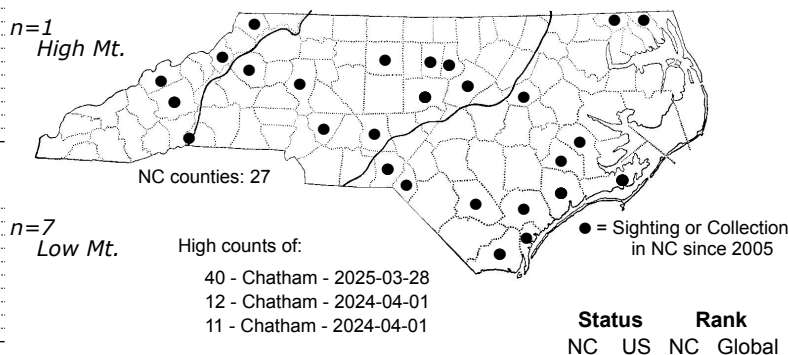 n=1
High Mt.
NC counties: 27
n=7
Low Mt.
High counts of:
40 - Chatham - 2025-03-28
12 - Chatham - 2024-04-01
11 - Chatham - 2024-04-01
● = Sighting or Collection
in NC since 2005
Status Rank
NC US NC Global